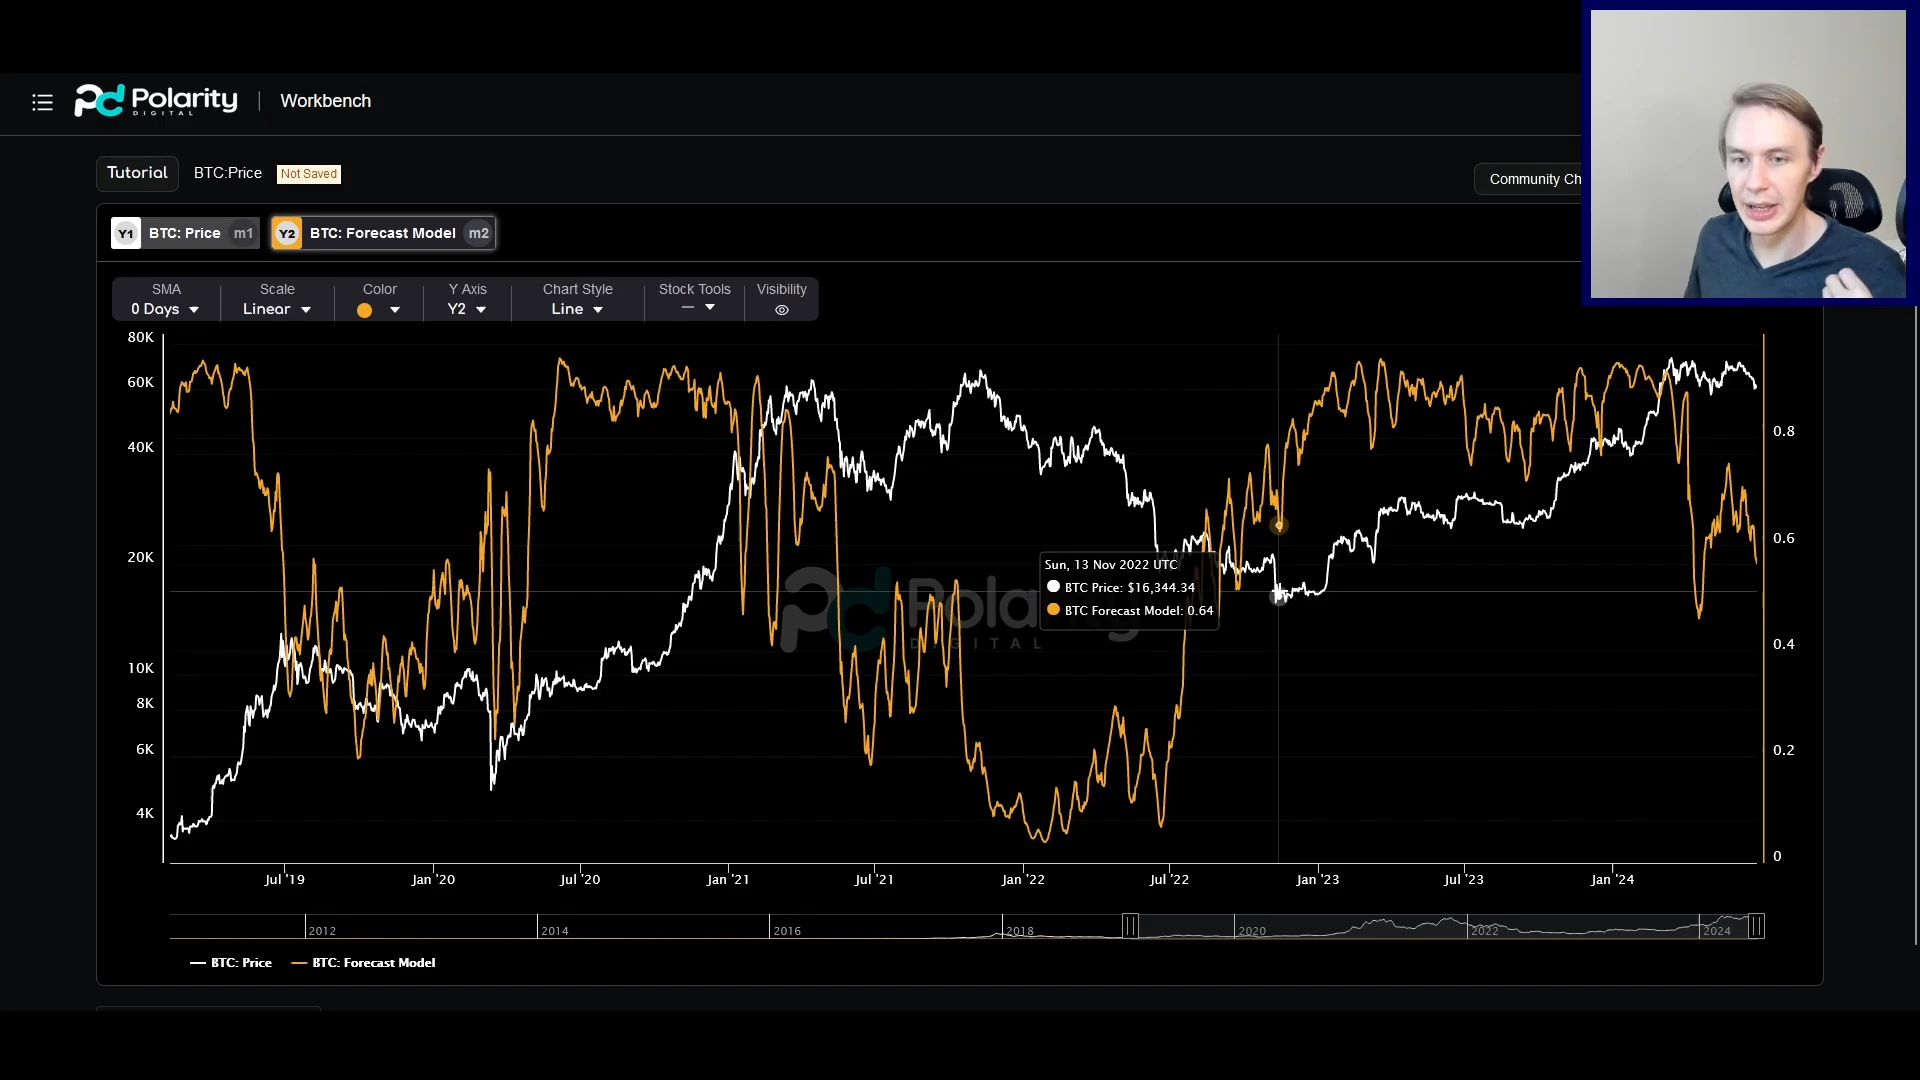 Polarity
DIGITAL
Workbench
Tutorial
BTC:Price
Not Saved
Community Ch
Y1 BTC: Price m1
Y2 BTC: Forecast Model m2
SMA
0 Days
Scale
Linear
Color
Y Axis
Y2
Chart Style
Line
Stock Tools
Visibility
80K
60K
40K
20K
10K
8K
6K
4K
0.8
0.6
0.4
0.2
0
Sun, 13 Nov 2022 UTC
BTC Price: $16,344.34
BTC Forecast Model: 0.64
Pola
DIGITAL
Jul '19
Jan '20
Jul '20
Jan '21
Jul '21
Jan '22
Jul '22
Jan '23
Jul '23
Jan '24
2012
2014
2016
2018
2020
2022
2024
BTC: Price
BTC: Forecast Model